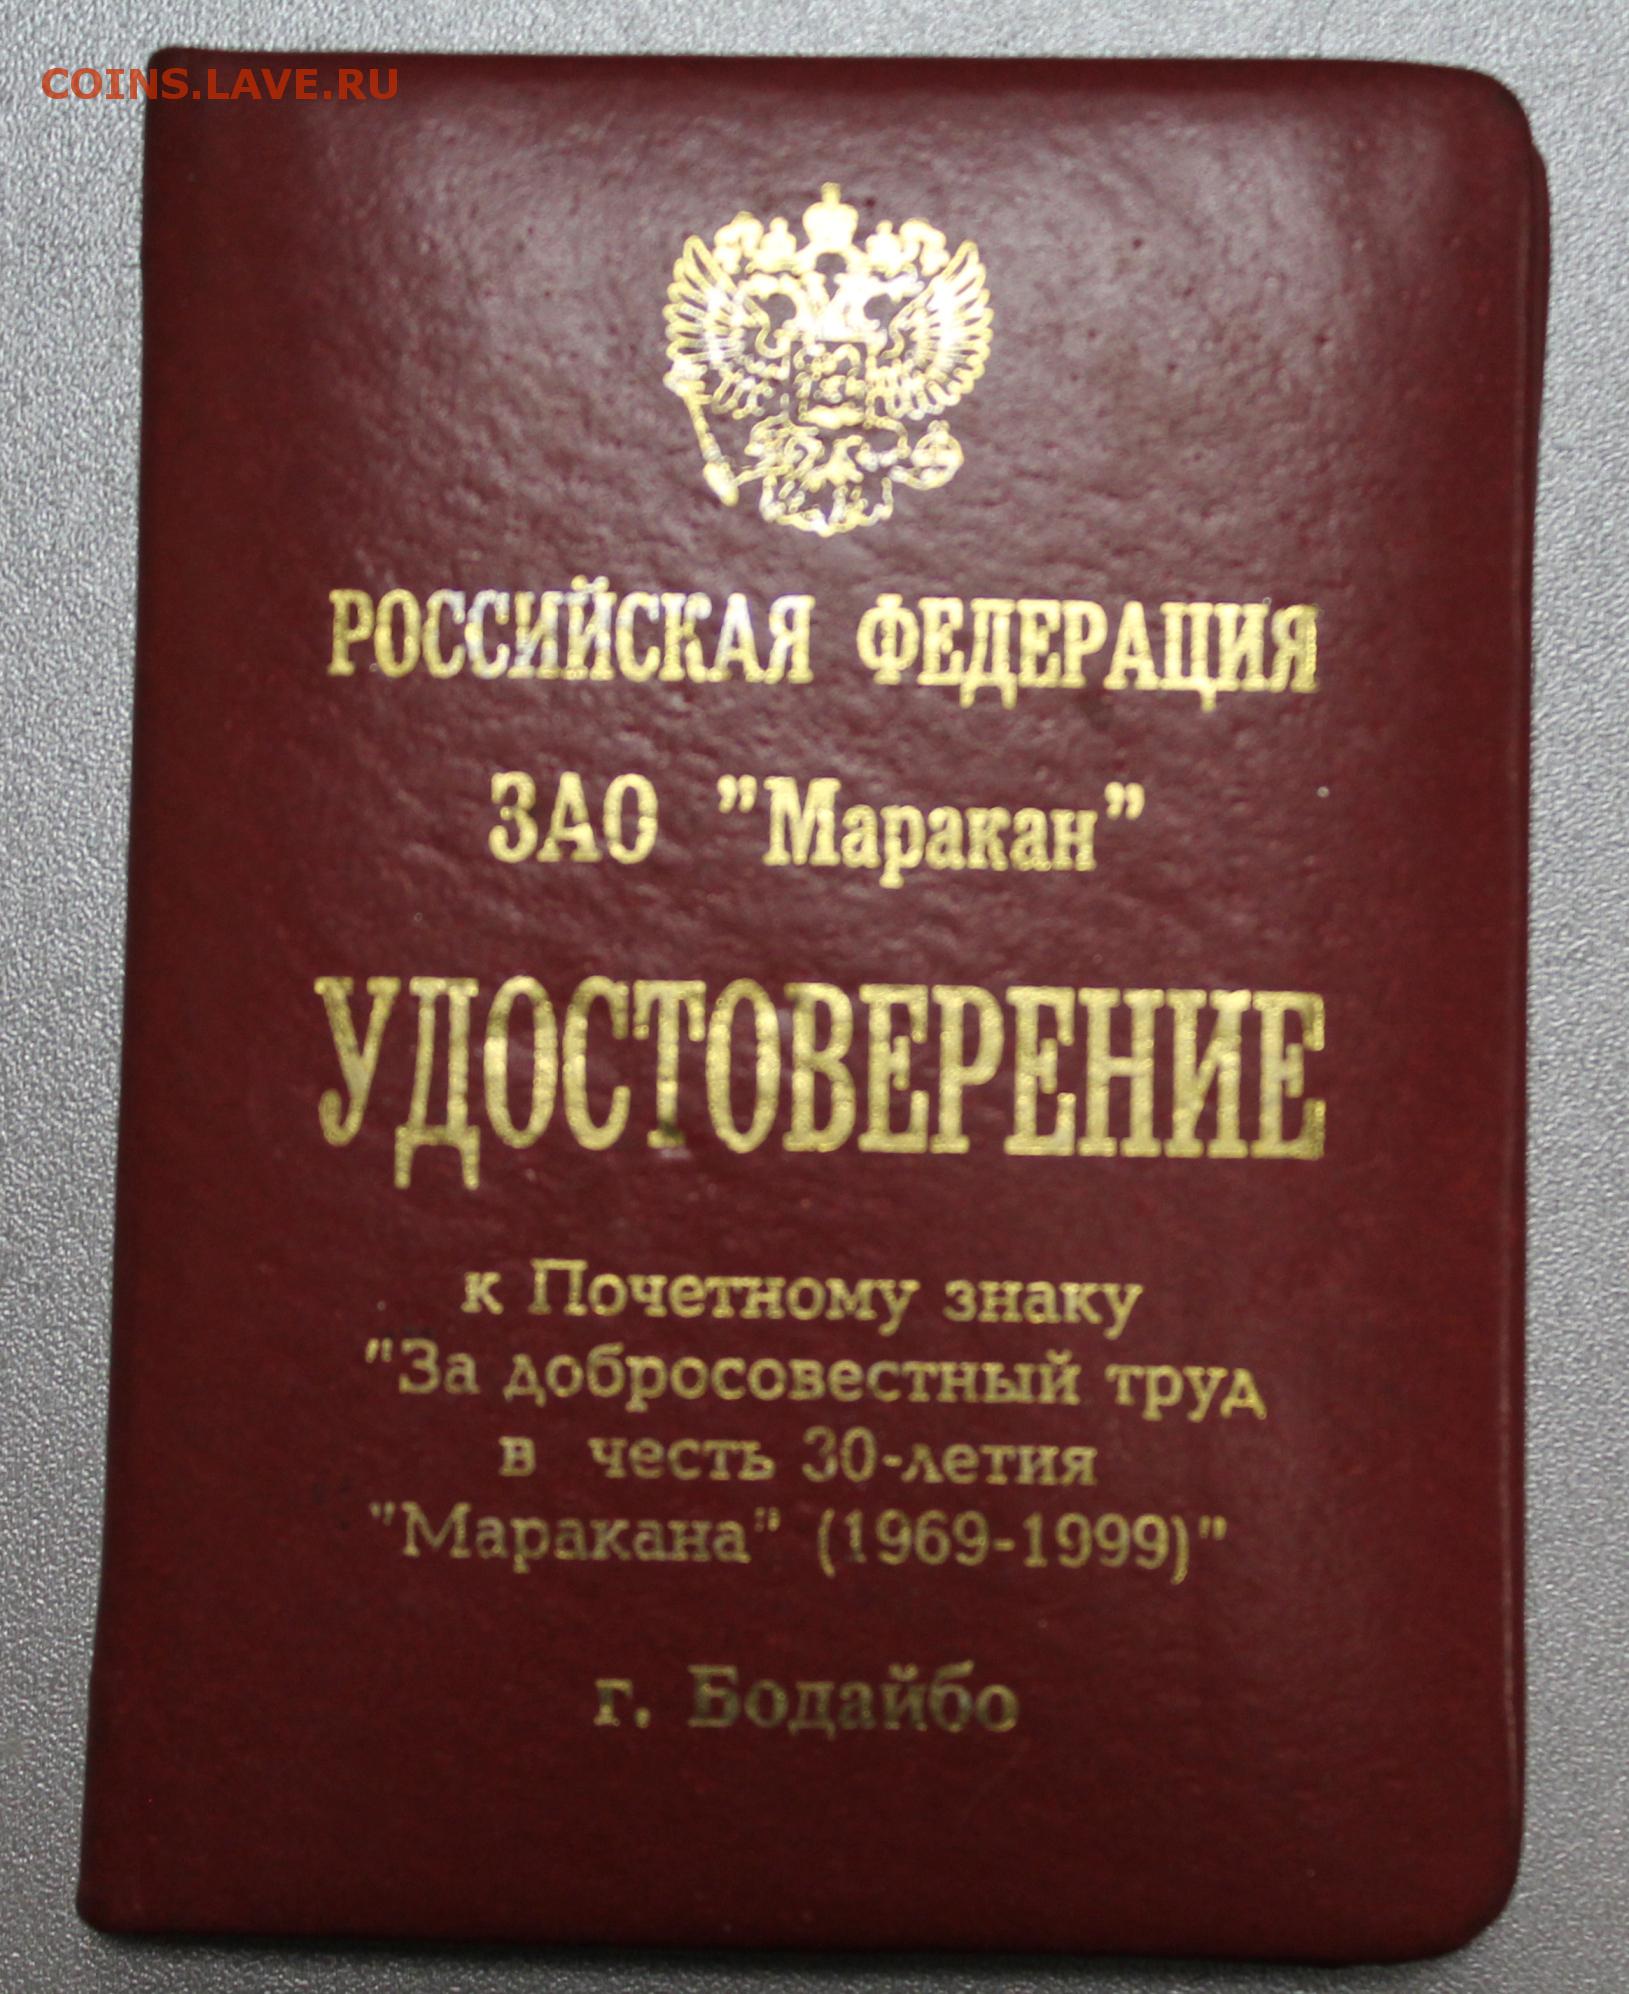 COINS.LAVE.RU
РОССИЙСКАЯ ФЕДЕРАЦИЯ
ЗАО "Маракан"
УДОСТОВЕРЕНИЕ
к Почетному знаку
"За добросовестный труд
в честь 30-летия
"Маракана" (1969-1999)"
г. Бодайбо